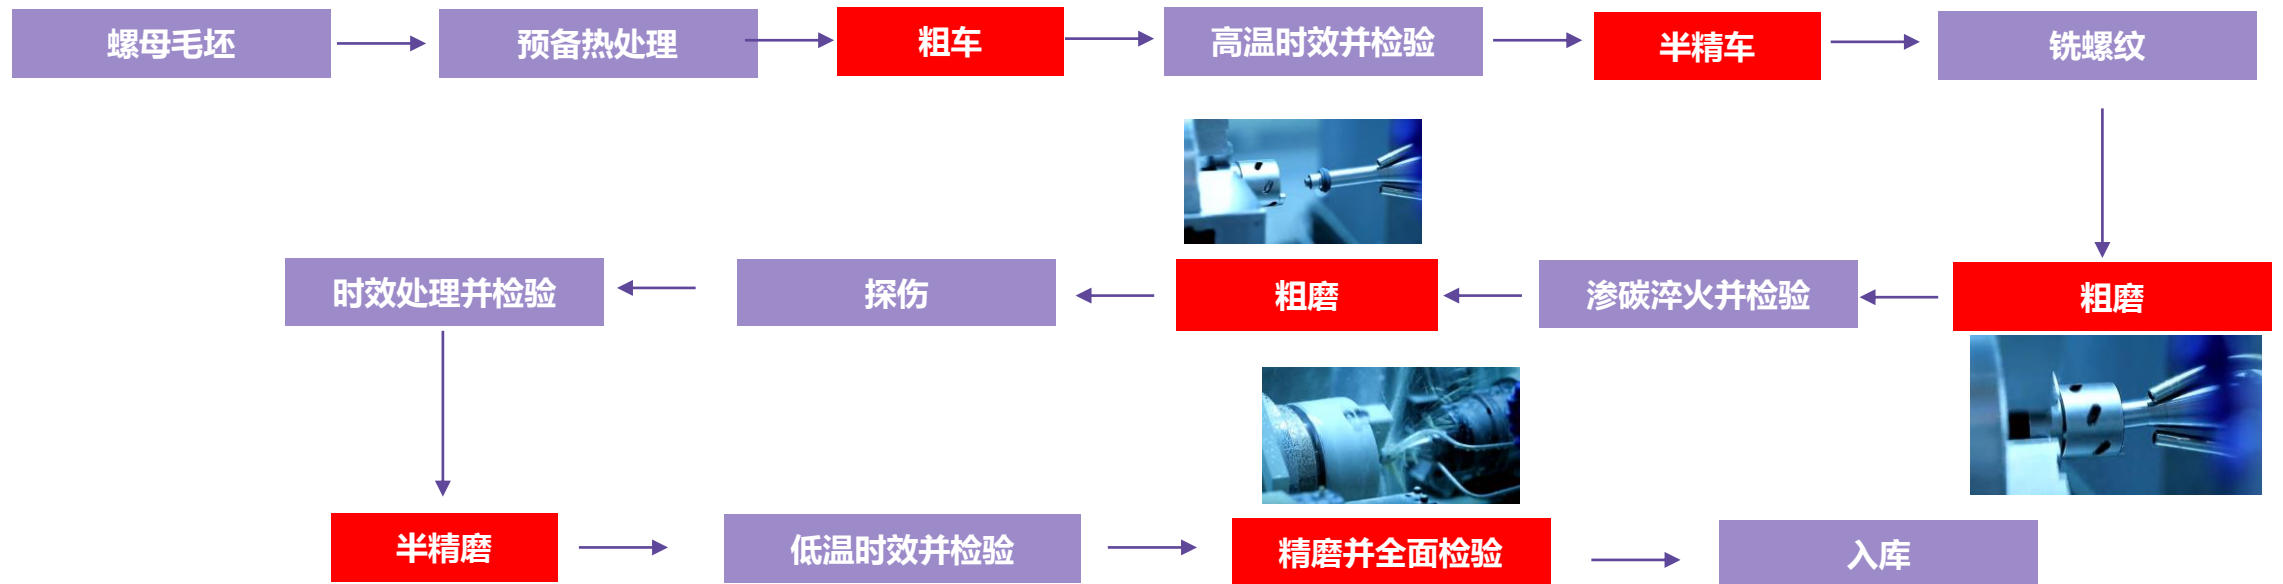 螺母毛坯
预备热处理
粗车
高温时效并检验
半精车
铣螺纹
粗磨
渗碳淬火并检验
粗磨
探伤
时效处理并检验
半精磨
低温时效并检验
精磨并全面检验
入库